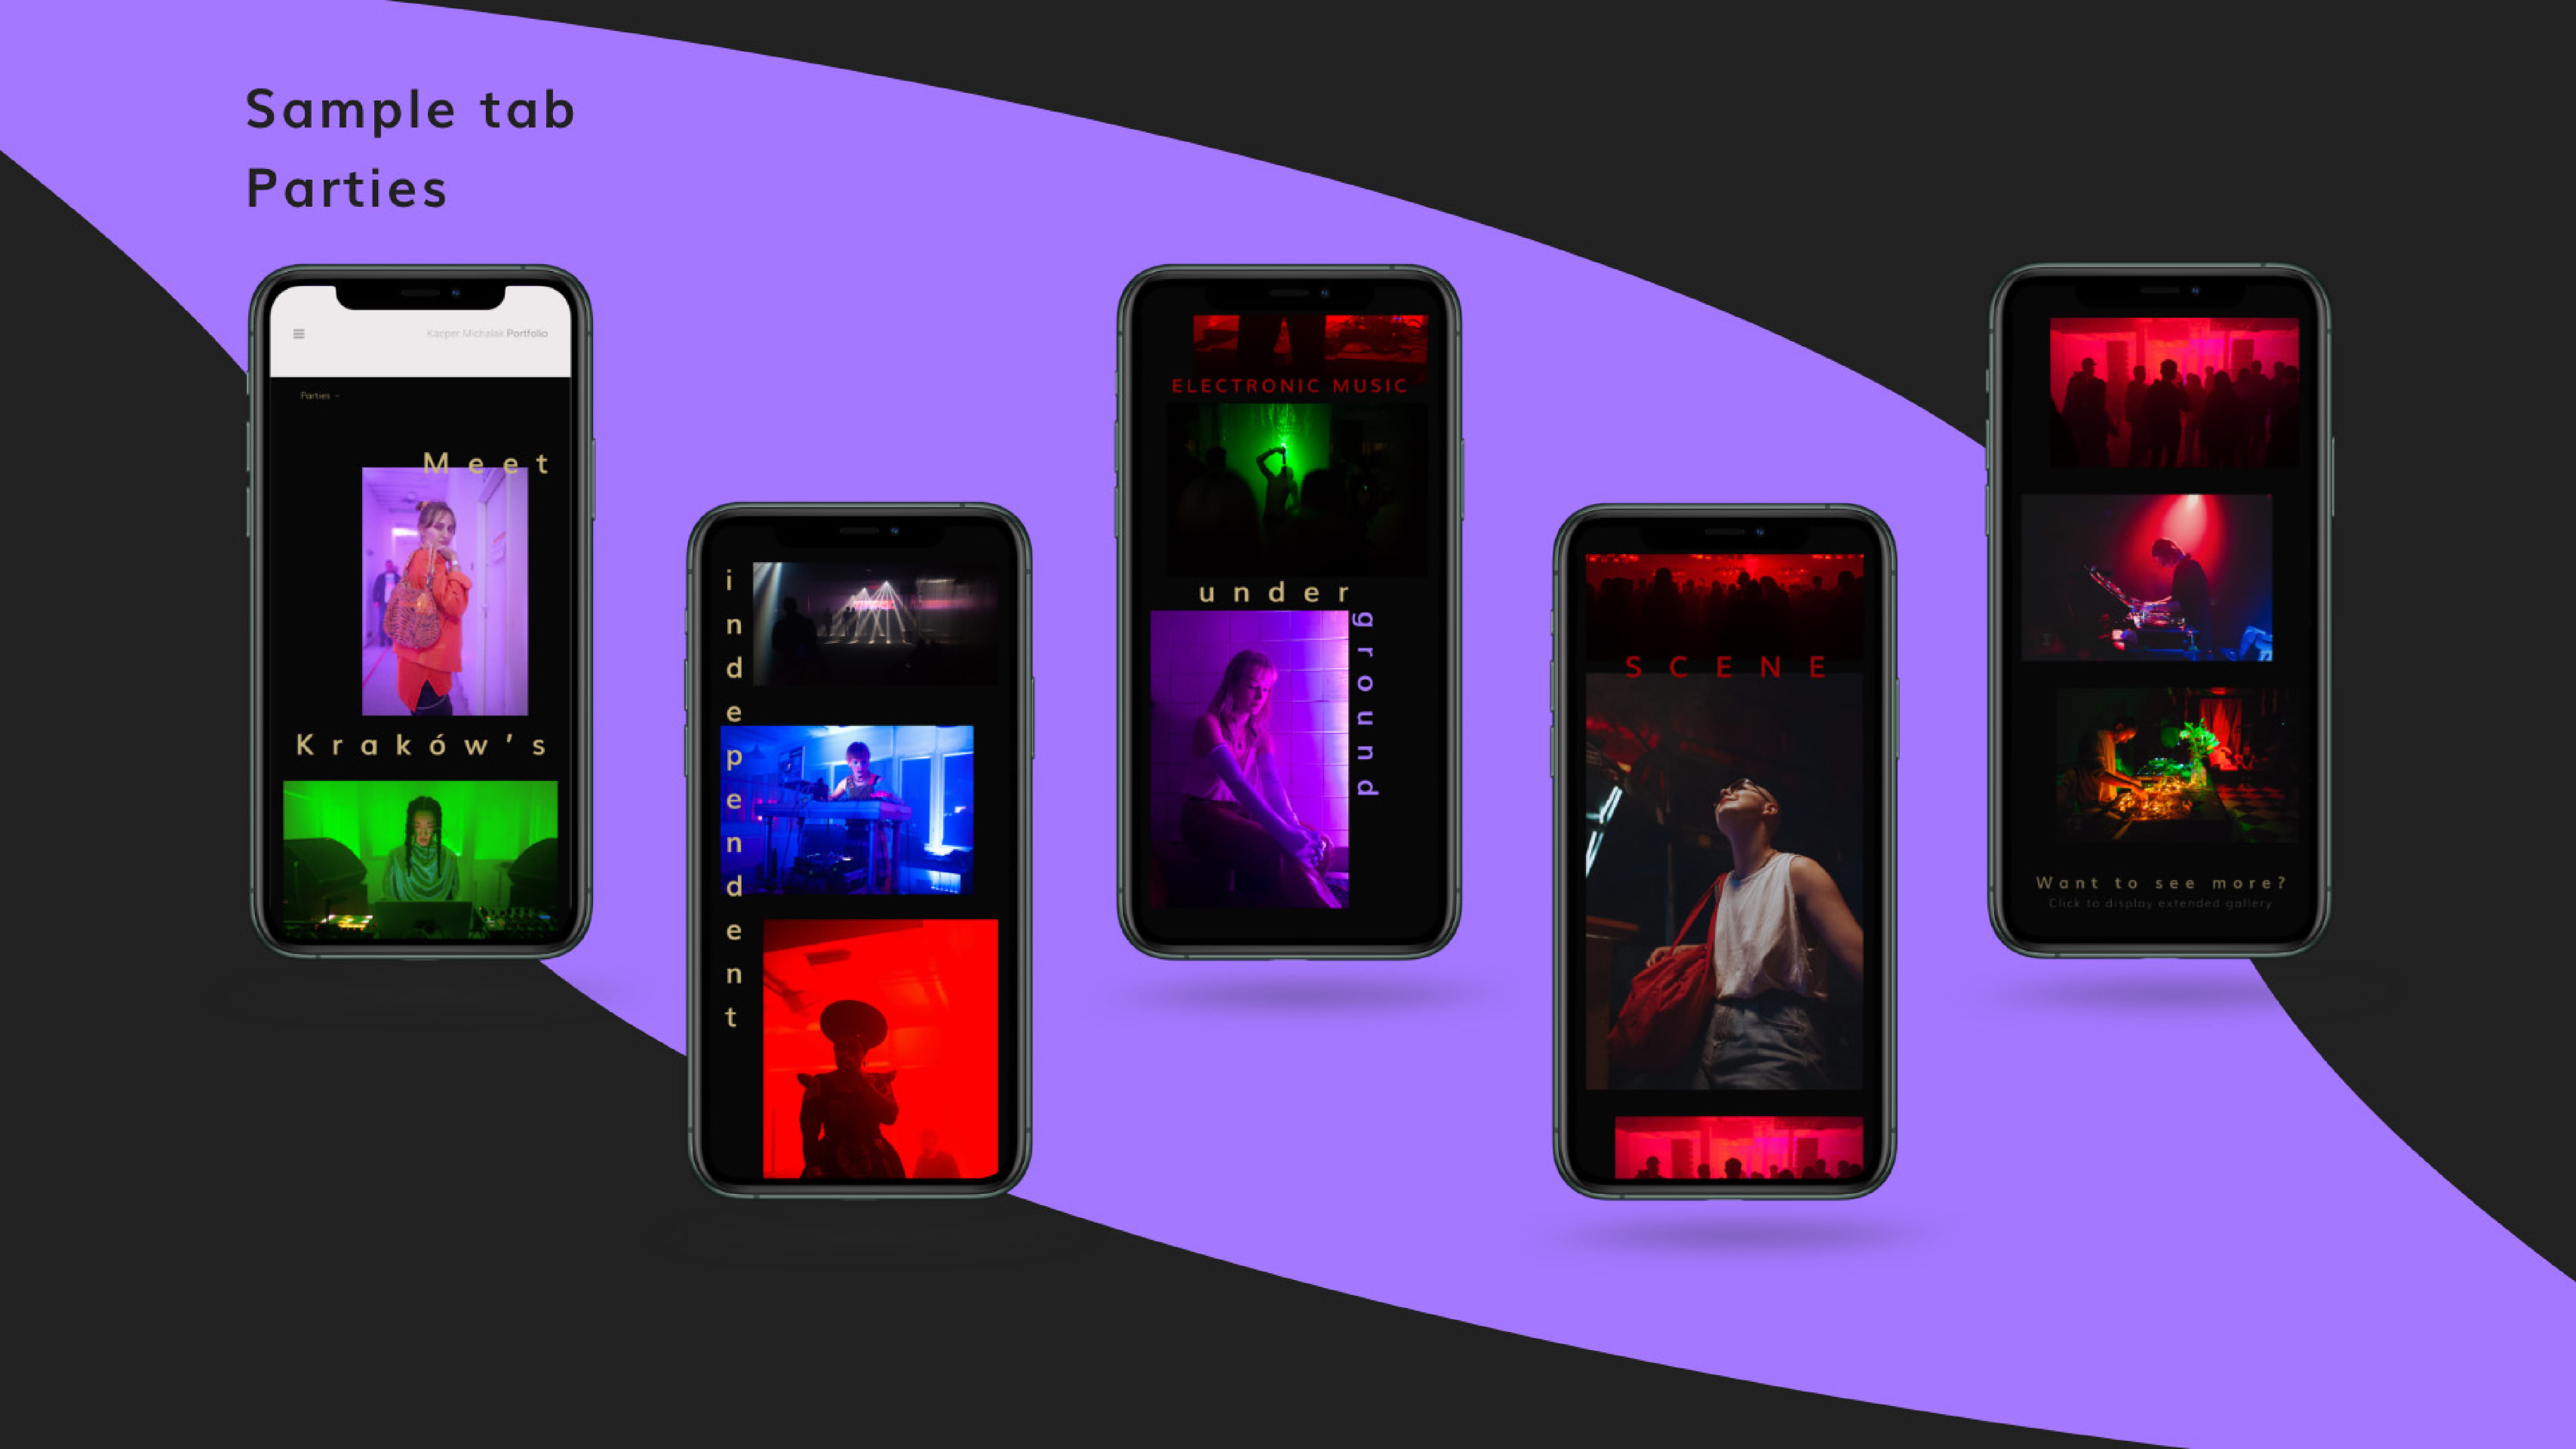 Sample tab
Parties
Kacper Michalak Portfolio
Parties
Meet
Kraków's
independent
ELECTRONIC MUSIC
under
ground
SCENE
Want to see more?
Click to display extended gallery